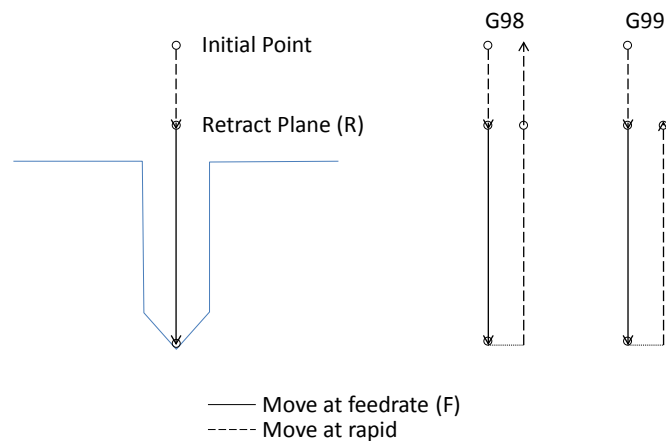 G98 G99
Initial Point
Retract Plane (R)
Move at feedrate (F)
Move at rapid